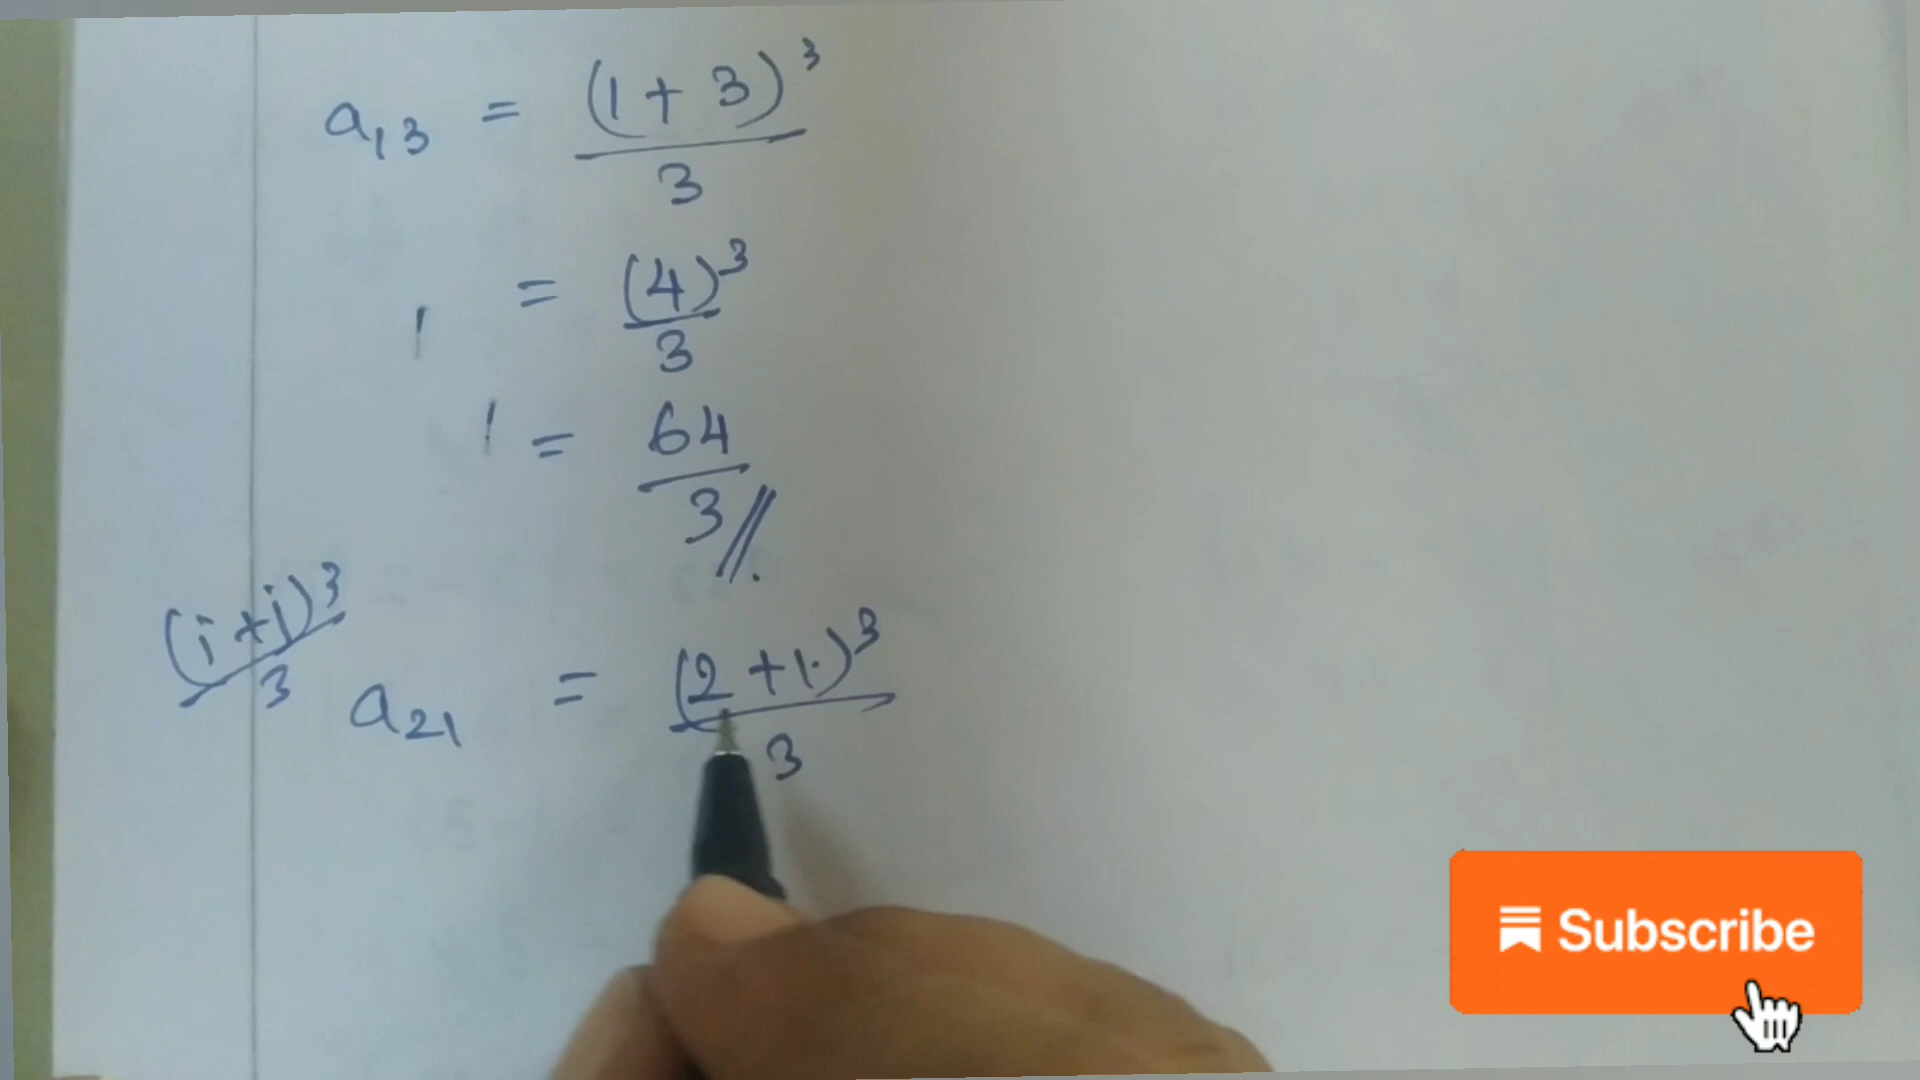 a₁₃ = (1 + 3)³ / 3
= (4)³ / 3
= 64 / 3 //.
(i + j)³ / 3
a₂₁ = (2 + 1)³ / 3
Subscribe